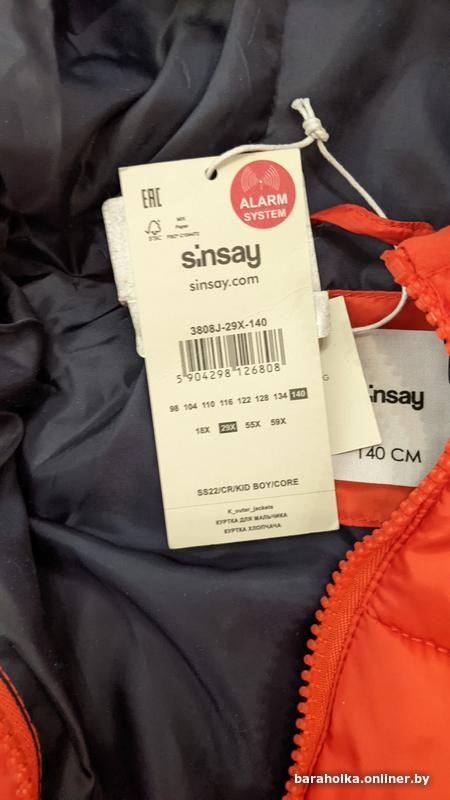 EAC
ALARM
SYSTEM
MIX
Paper
FSC
sinsay
sinsay.com
3808J-29X-140
5 904298 126808
98 104 110 116 122 128 134 140
18X 29X 55X 59X
SS22/CR/KID BOY/CORE
K_outer_jackets
КУРТКА ДЛЯ МАЛЬЧИКА
КУРТКА ХЛОПЧАЧА
G
insay
140 CM
baraholka.onliner.by